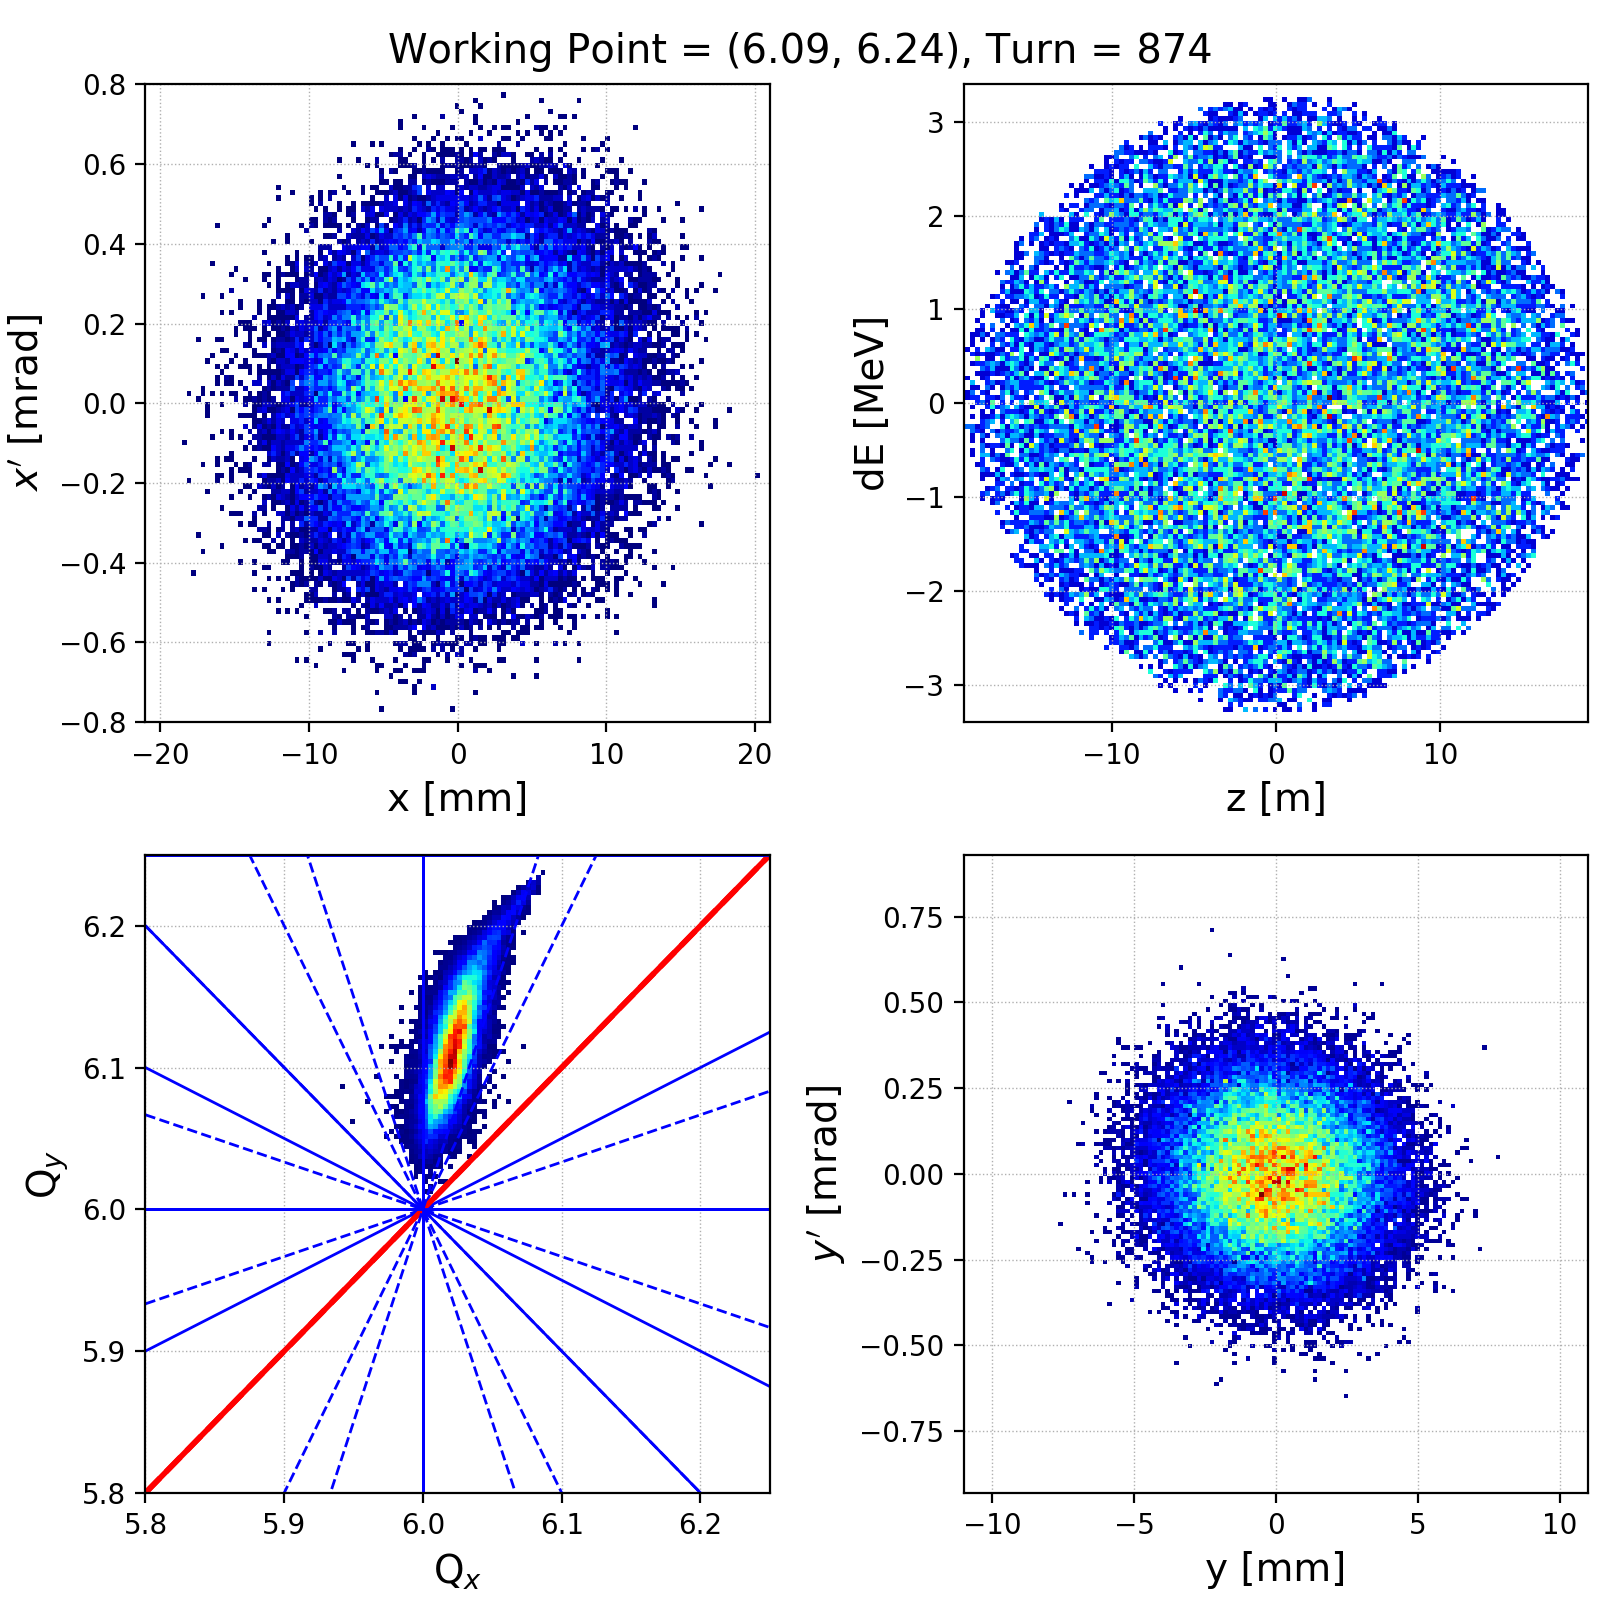 Working Point = (6.09, 6.24), Turn = 874
0.8
0.6
0.4
0.2
0.0
−0.2
−0.4
−0.6
−0.8
x′ [mrad]
−20 −10 0 10 20
x [mm]
3
2
1
0
−1
−2
−3
dE [MeV]
−10 0 10
z [m]
6.2
6.1
6.0
5.9
5.8
Qy
5.8 5.9 6.0 6.1 6.2
Qx
0.75
0.50
0.25
0.00
−0.25
−0.50
−0.75
y′ [mrad]
−10 −5 0 5 10
y [mm]